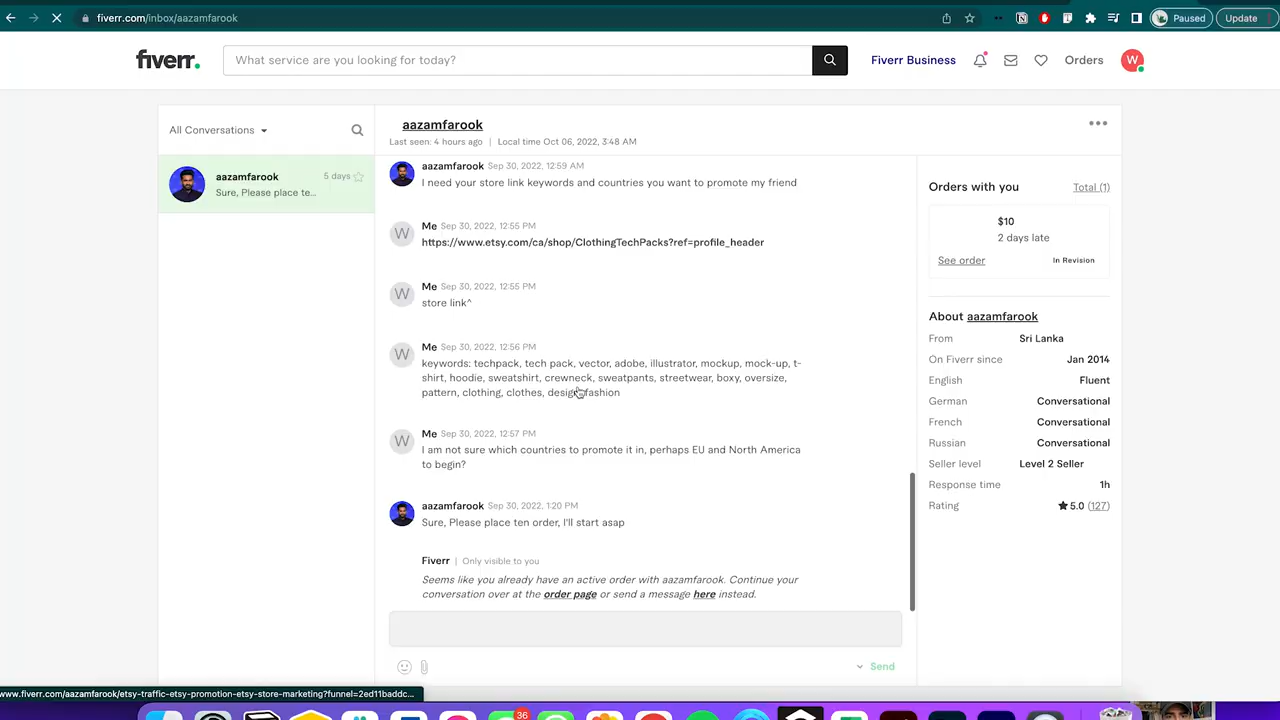 fiverr.com/inbox/aazamfarook
Paused
Update
fiverr.
What service are you looking for today?
Fiverr Business
Orders
W
All Conversations
aazamfarook
5 days
Sure, Please place te...
aazamfarook
Last seen: 4 hours ago | Local time Oct 06, 2022, 3:48 AM
aazamfarook Sep 30, 2022, 12:59 AM
I need your store link keywords and countries you want to promote my friend
W
Me Sep 30, 2022, 12:55 PM
https://www.etsy.com/ca/shop/ClothingTechPacks?ref=profile_header
W
Me Sep 30, 2022, 12:55 PM
store link^
W
Me Sep 30, 2022, 12:56 PM
keywords: techpack, tech pack, vector, adobe, illustrator, mockup, mock-up, t-
shirt, hoodie, sweatshirt, crewneck, sweatpants, streetwear, boxy, oversize,
pattern, clothing, clothes, design, fashion
W
Me Sep 30, 2022, 12:57 PM
I am not sure which countries to promote it in, perhaps EU and North America
to begin?
aazamfarook Sep 30, 2022, 1:20 PM
Sure, Please place ten order, I'll start asap
Fiverr | Only visible to you
Seems like you already have an active order with aazamfarook. Continue your
conversation over at the order page or send a message here instead.
Send
Orders with you
Total (1)
$10
2 days late
See order
In Revision
About aazamfarook
From Sri Lanka
On Fiverr since Jan 2014
English Fluent
German Conversational
French Conversational
Russian Conversational
Seller level Level 2 Seller
Response time 1h
Rating 5.0 (127)
www.fiverr.com/aazamfarook/etsy-traffic-etsy-promotion-etsy-store-marketing?funnel=2ed11baddc...
36